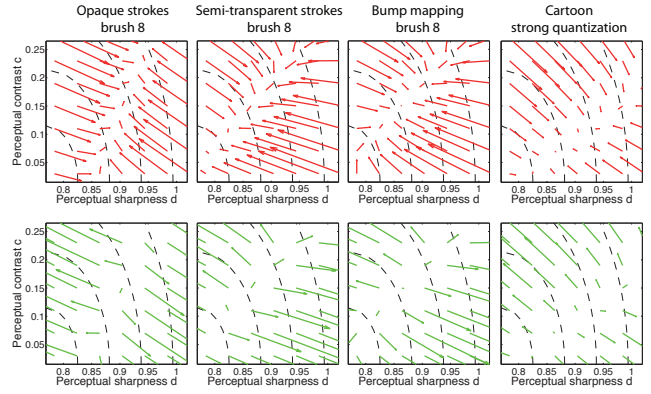 Opaque strokes
brush 8
Semi-transparent strokes
brush 8
Bump mapping
brush 8
Cartoon
strong quantization
Perceptual contrast c
0.25
0.2
0.15
0.1
0.05
0.8 0.85 0.9 0.95 1
Perceptual sharpness d
0.8 0.85 0.9 0.95 1
Perceptual sharpness d
0.8 0.85 0.9 0.95 1
Perceptual sharpness d
0.8 0.85 0.9 0.95 1
Perceptual sharpness d
Perceptual contrast c
0.25
0.2
0.15
0.1
0.05
0.8 0.85 0.9 0.95 1
Perceptual sharpness d
0.8 0.85 0.9 0.95 1
Perceptual sharpness d
0.8 0.85 0.9 0.95 1
Perceptual sharpness d
0.8 0.85 0.9 0.95 1
Perceptual sharpness d